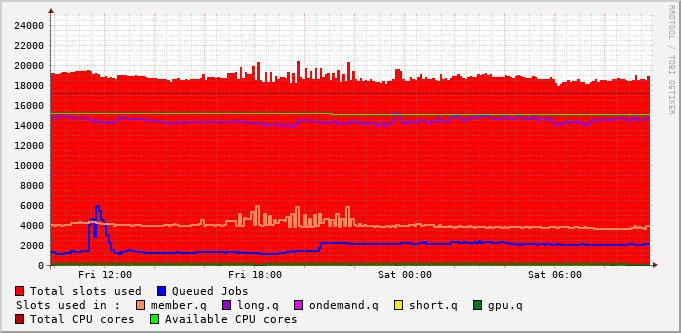 24000
22000
20000
18000
16000
14000
12000
10000
8000
6000
4000
2000
0
Fri 12:00 Fri 18:00 Sat 00:00 Sat 06:00
Total slots used Queued Jobs
Slots used in : member.q long.q ondemand.q short.q gpu.q
Total CPU cores Available CPU cores
RRDTOOL / TOBI OETIKER